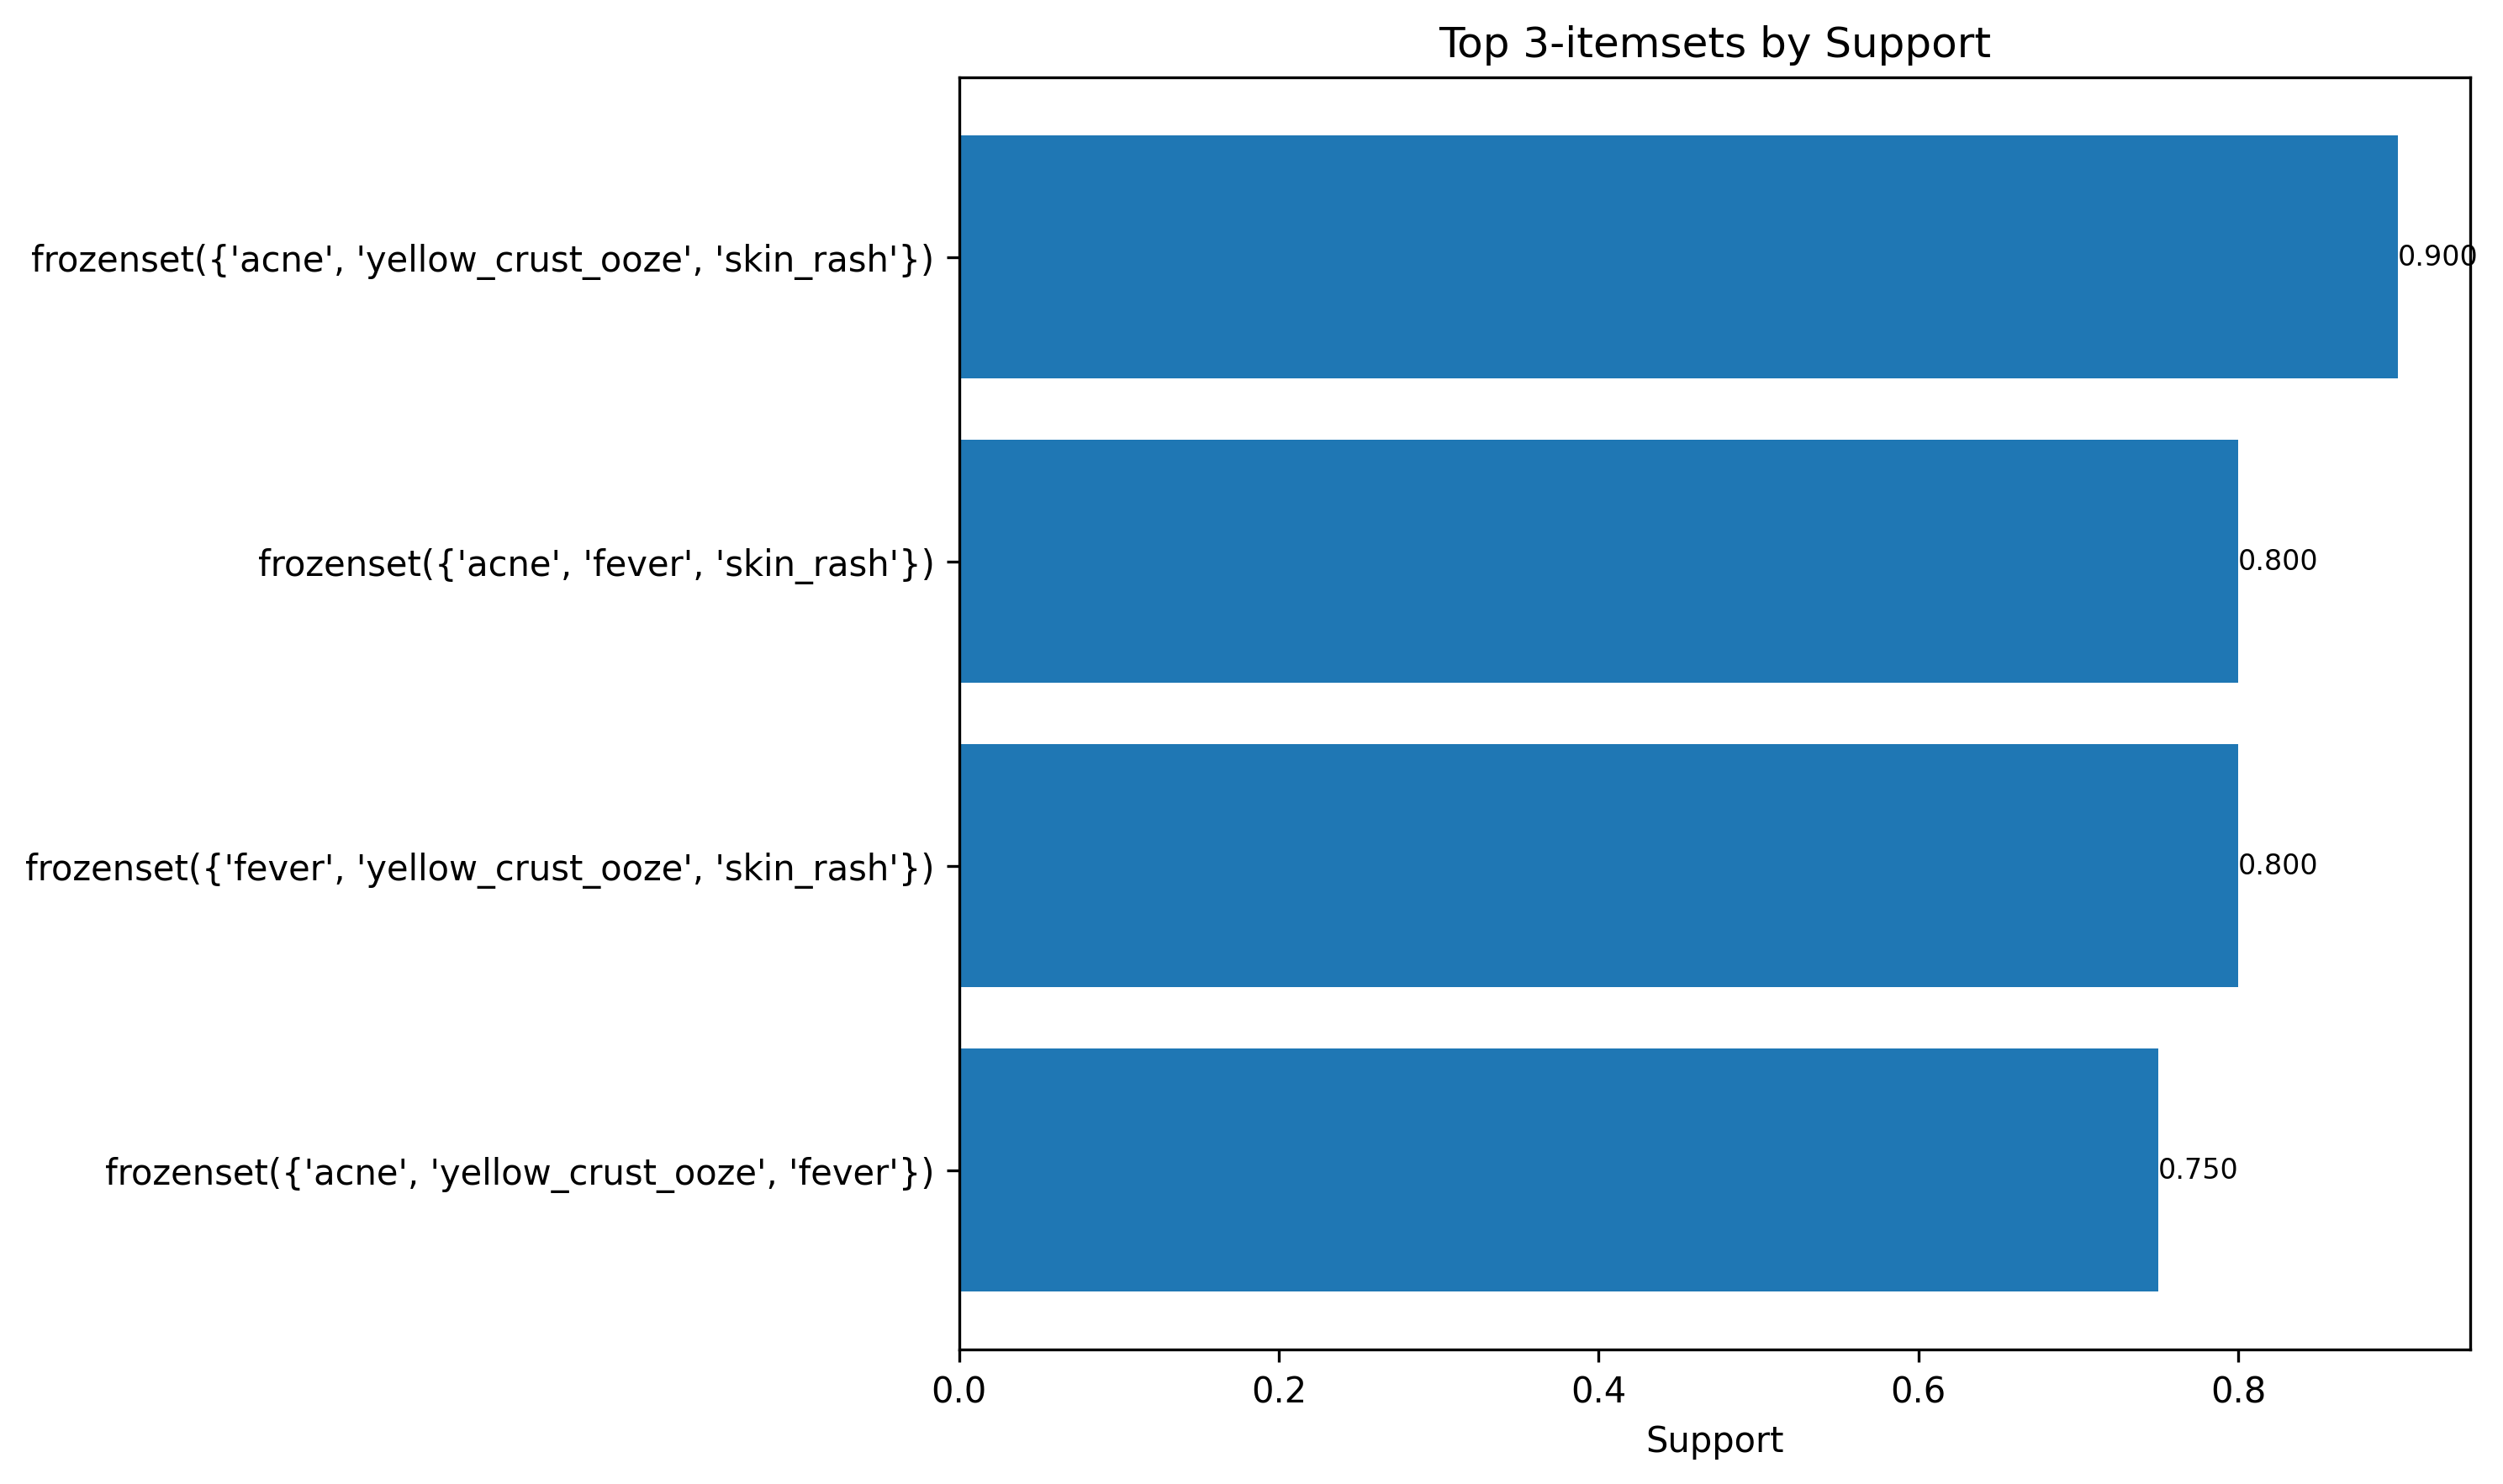 Top 3-itemsets by Support
frozenset({'acne', 'yellow_crust_ooze', 'skin_rash'})
0.900
frozenset({'acne', 'fever', 'skin_rash'})
0.800
frozenset({'fever', 'yellow_crust_ooze', 'skin_rash'})
0.800
frozenset({'acne', 'yellow_crust_ooze', 'fever'})
0.750
0.0 0.2 0.4 0.6 0.8
Support